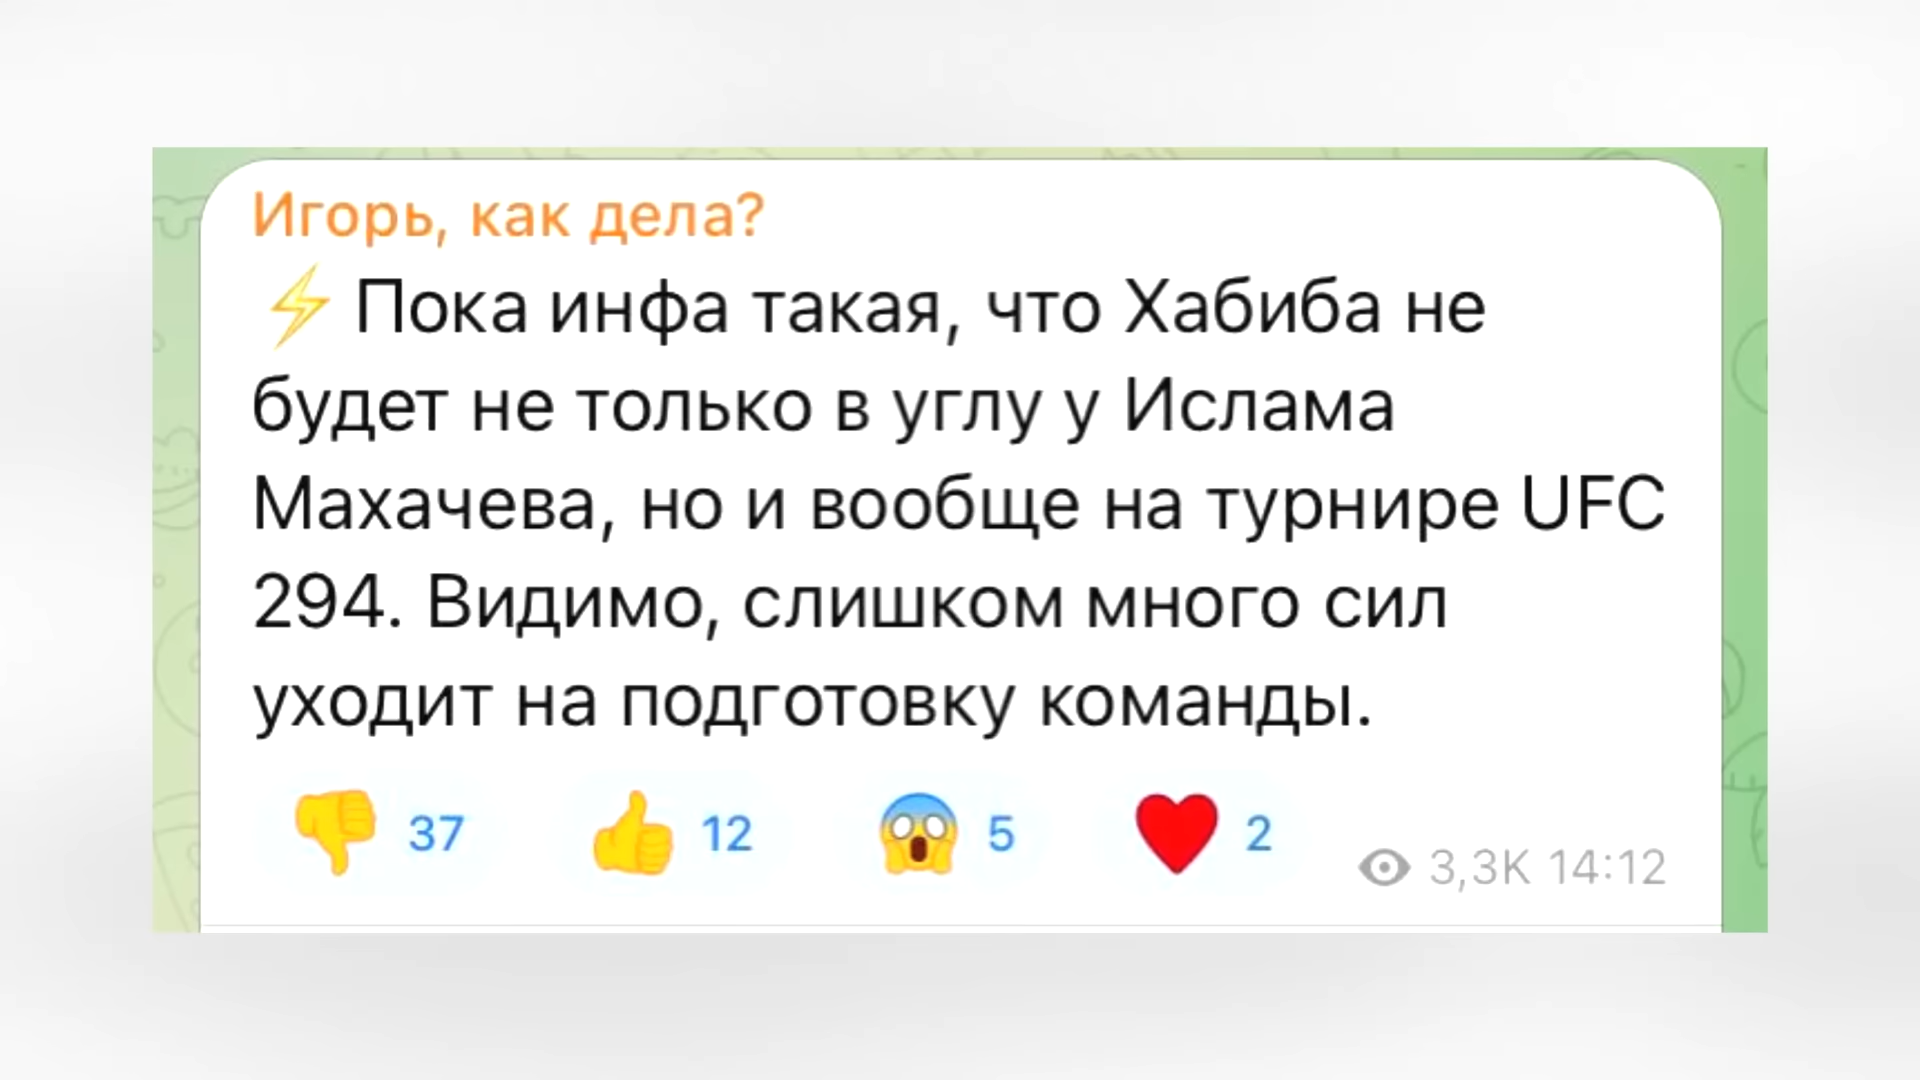 Игорь, как дела?
⚡ Пока инфа такая, что Хабиба не
будет не только в углу у Ислама
Махачева, но и вообще на турнире UFC
294. Видимо, слишком много сил
уходит на подготовку команды.
👎 37 👍 12 😱 5 ❤️ 2
3,3K 14:12